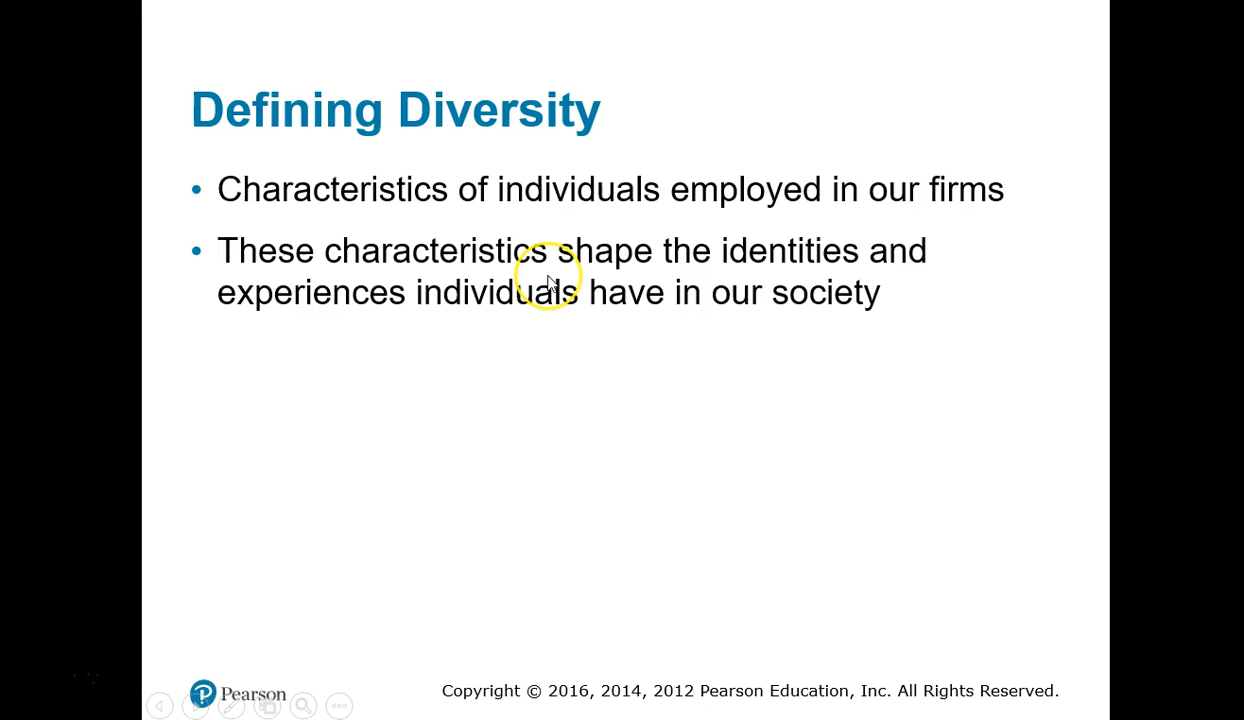 Defining Diversity
• Characteristics of individuals employed in our firms
• These characteristics shape the identities and
experiences individuals have in our society
Pearson
Copyright © 2016, 2014, 2012 Pearson Education, Inc. All Rights Reserved.